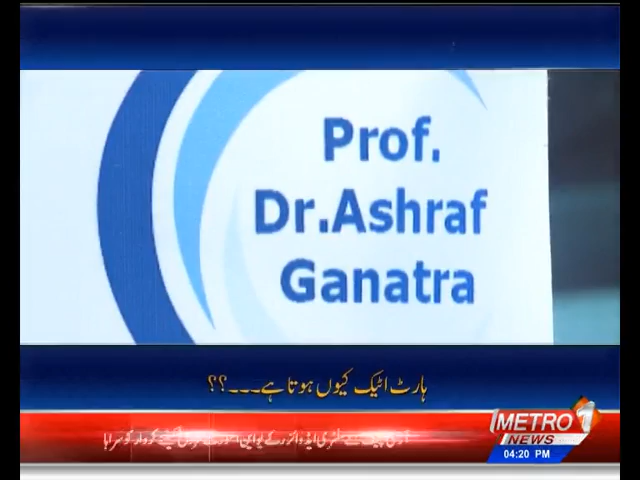 Prof.
Dr.Ashraf
Ganatra
ہارٹ اٹیک کیوں ہوتا ہے۔۔۔؟؟
METRO 1
NEWS
04:20 PM